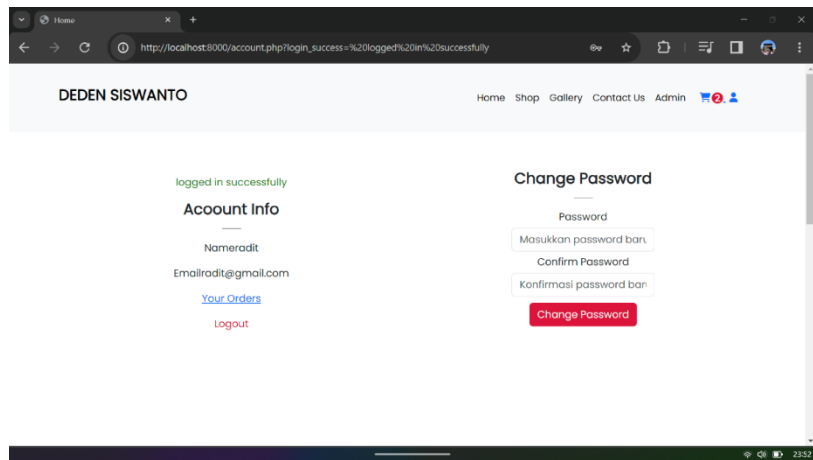 Home
http://localhost:8000/account.php?login_success=%20logged%20in%20successfully
DEDEN SISWANTO
Home Shop Gallery Contact Us Admin 2
logged in successfully
Acoount Info
Nameradit
Emailradit@gmail.com
Your Orders
Logout
Change Password
Password
Masukkan password baru
Confirm Password
Konfirmasi password baru
Change Password
23:52